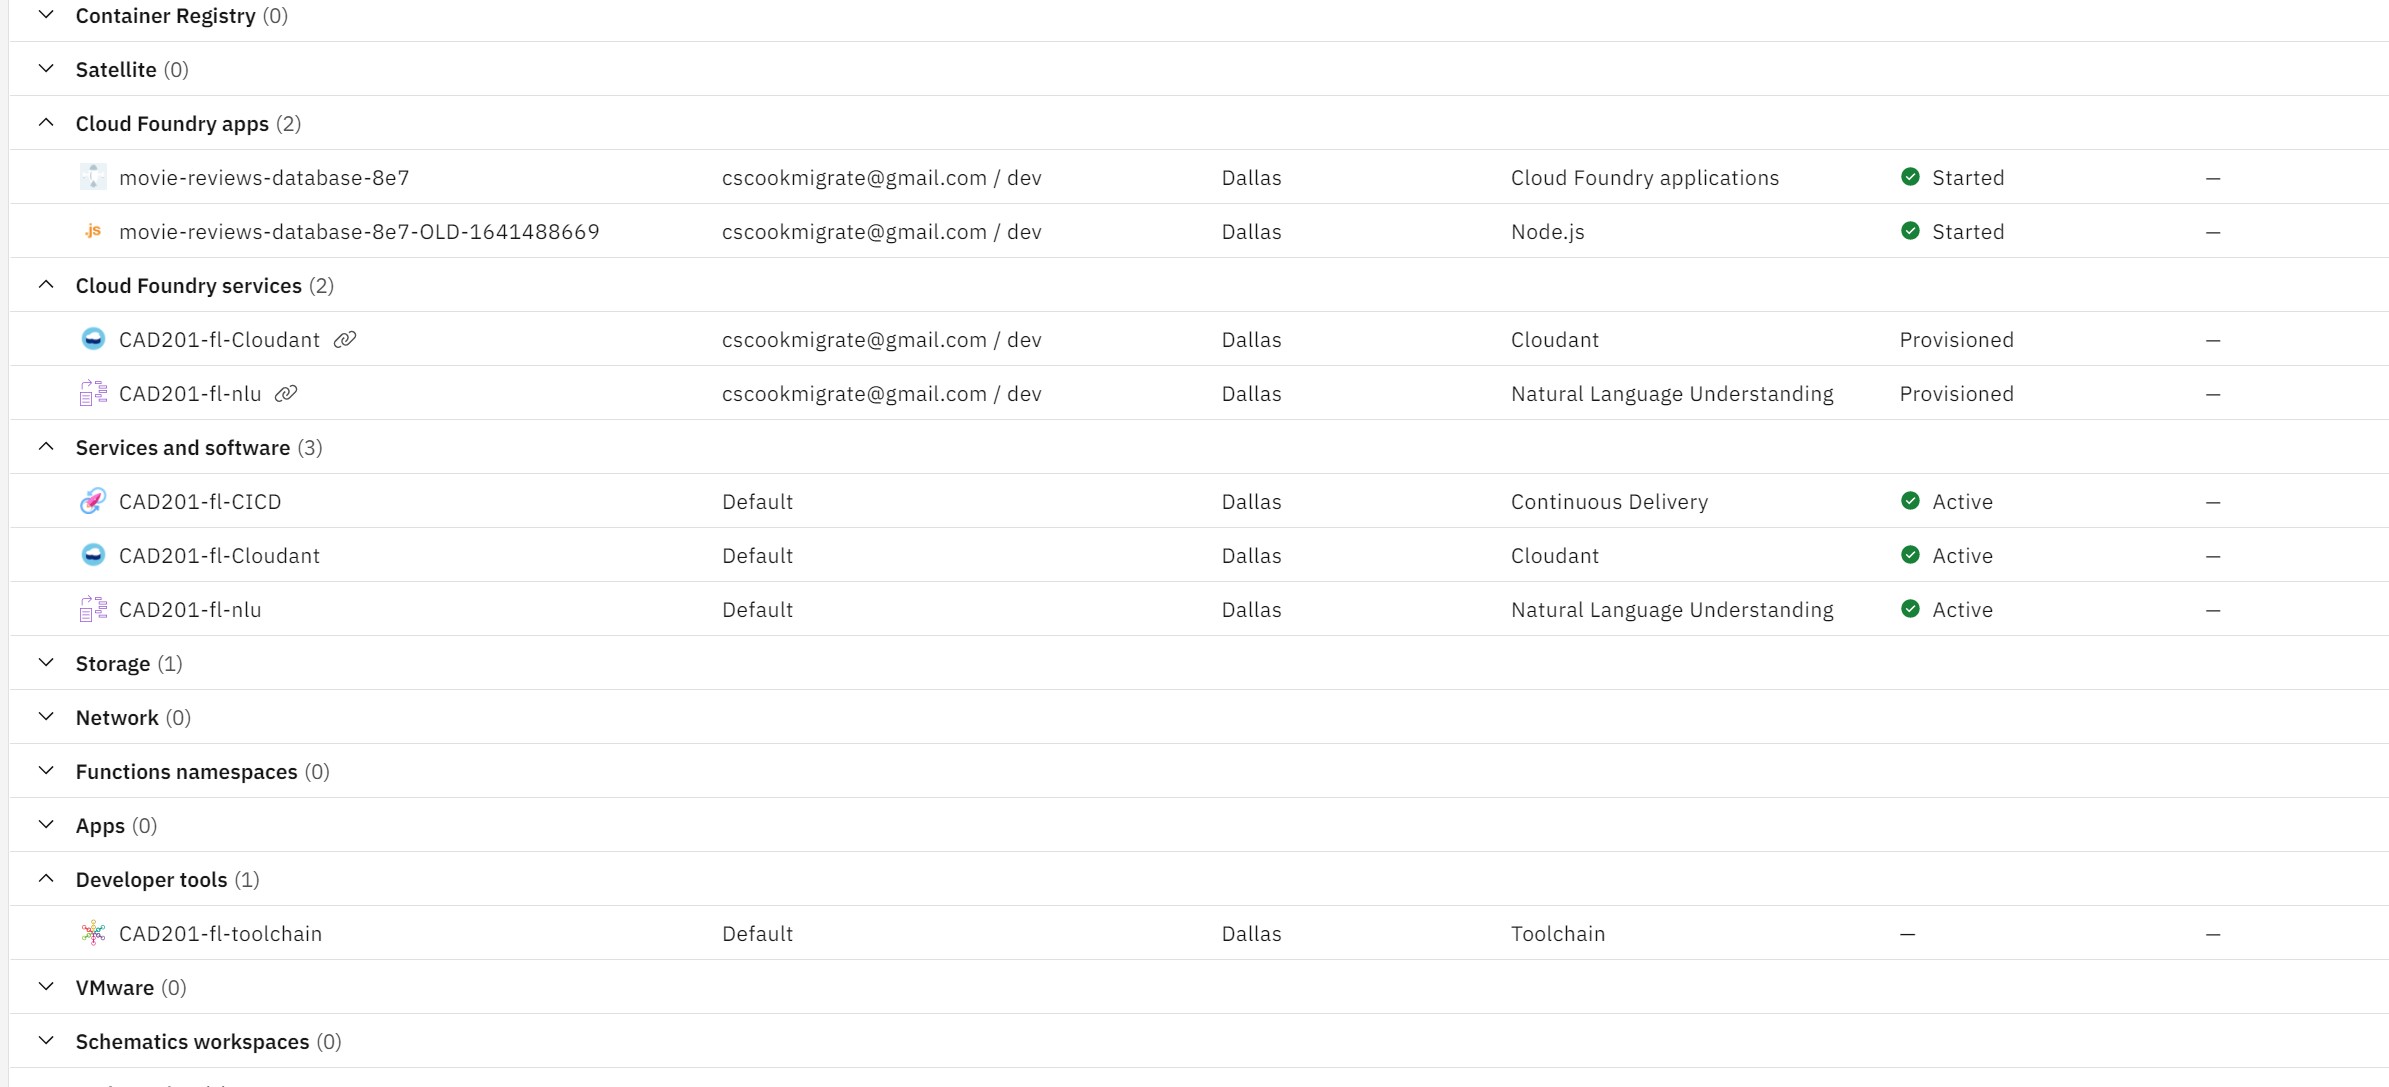 Container Registry (0)
Satellite (0)
Cloud Foundry apps (2)
movie-reviews-database-8e7 cscookmigrate@gmail.com / dev Dallas Cloud Foundry applications Started —
.js movie-reviews-database-8e7-OLD-1641488669 cscookmigrate@gmail.com / dev Dallas Node.js Started —
Cloud Foundry services (2)
CAD201-fl-Cloudant cscookmigrate@gmail.com / dev Dallas Cloudant Provisioned —
CAD201-fl-nlu cscookmigrate@gmail.com / dev Dallas Natural Language Understanding Provisioned —
Services and software (3)
CAD201-fl-CICD Default Dallas Continuous Delivery Active —
CAD201-fl-Cloudant Default Dallas Cloudant Active —
CAD201-fl-nlu Default Dallas Natural Language Understanding Active —
Storage (1)
Network (0)
Functions namespaces (0)
Apps (0)
Developer tools (1)
CAD201-fl-toolchain Default Dallas Toolchain — —
VMware (0)
Schematics workspaces (0)